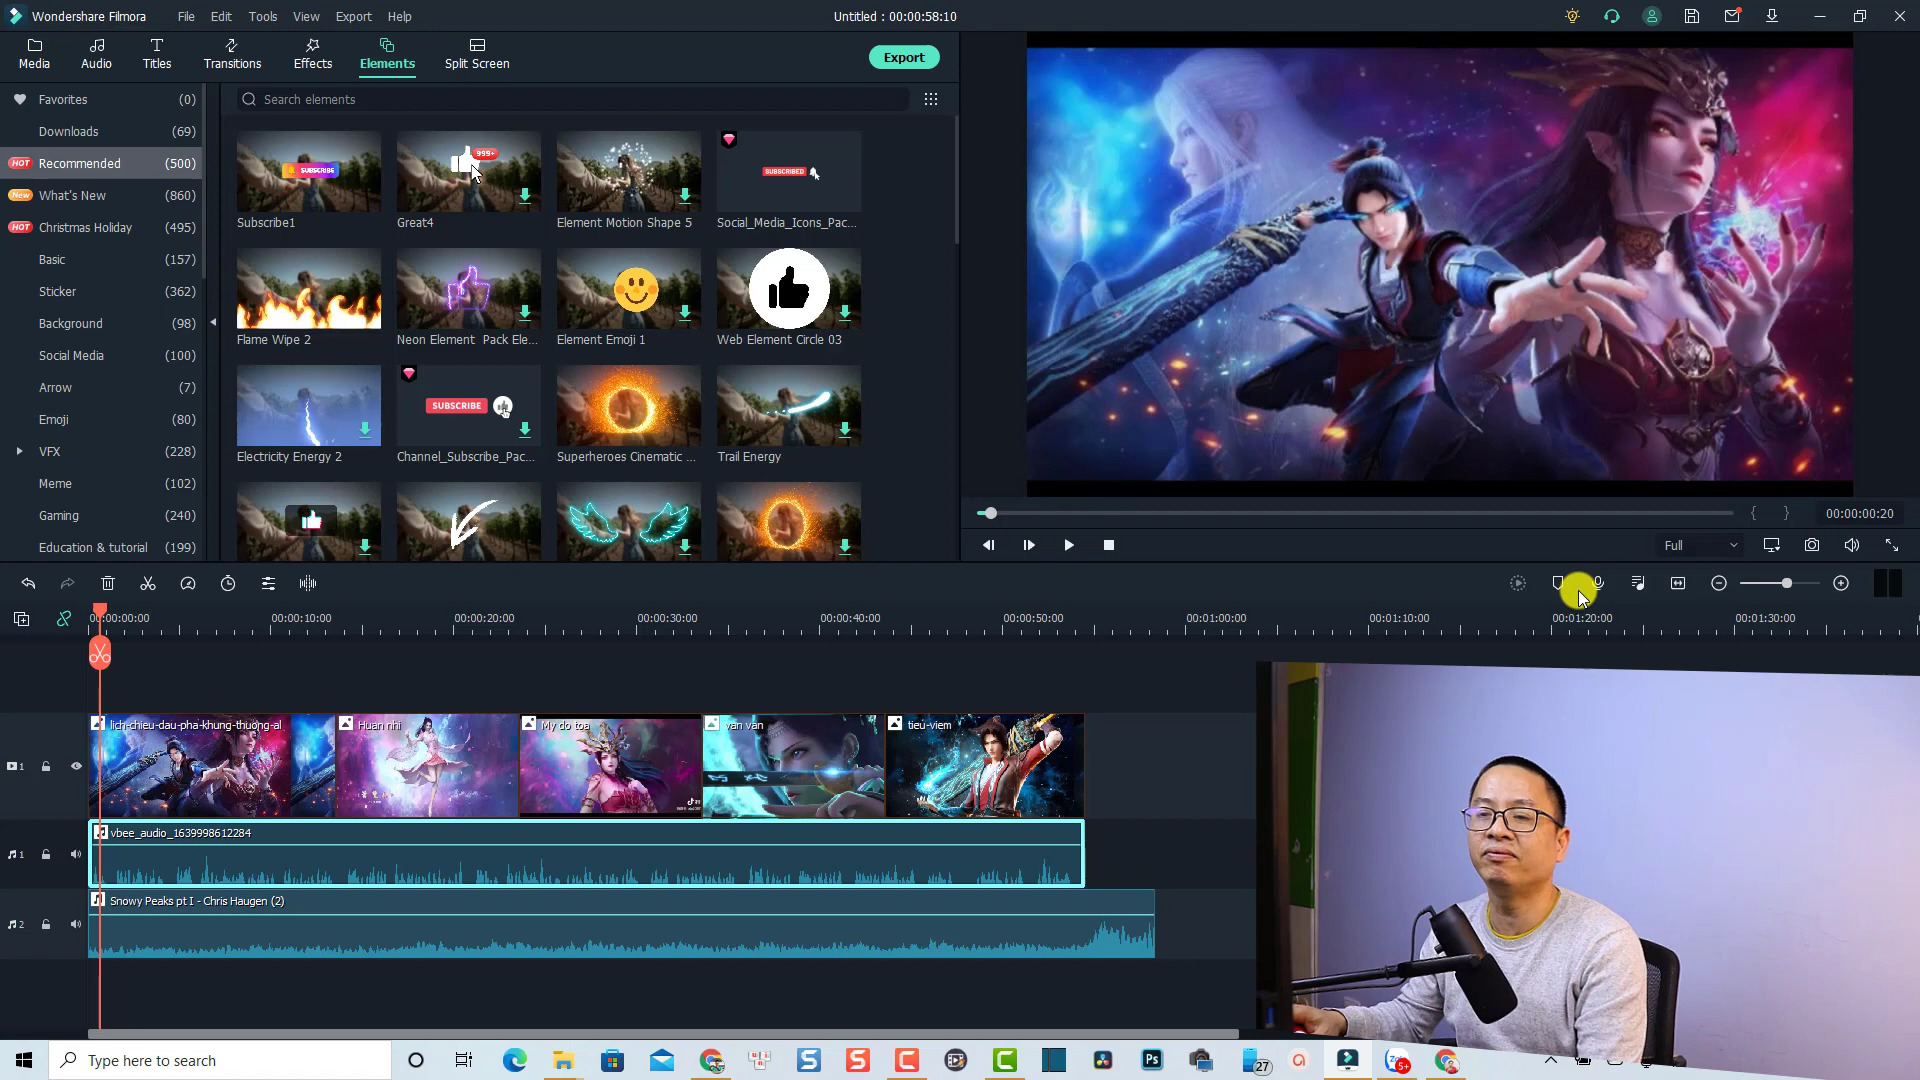 Wondershare Filmora
File Edit Tools View Export Help
Untitled : 00:00:58:10
Media Audio Titles Transitions Effects Elements Split Screen
Export
Favorites (0)
Downloads (69)
HOT Recommended (500)
New What's New (860)
HOT Christmas Holiday (495)
Basic (157)
Sticker (362)
Background (98)
Social Media (100)
Arrow (7)
Emoji (80)
VFX (228)
Meme (102)
Gaming (240)
Education & tutorial (199)
Search elements
SUBSCRIBE
999+
SUBSCRIBED
Subscribe1
Great4
Element Motion Shape 5
Social_Media_Icons_Pac...
Flame Wipe 2
Neon Element Pack Ele...
Element Emoji 1
Web Element Circle 03
SUBSCRIBE
Electricity Energy 2
Channel_Subscribe_Pac...
Superheroes Cinematic ...
Trail Energy
00:00:00:20
Full
00:00:00:00 00:00:10:00 00:00:20:00 00:00:30:00 00:00:40:00 00:00:50:00 00:01:00:00 00:01:10:00 00:01:20:00 00:01:30:00
lich-chieu-dau-pha-khung-thuong-al
Huan nhi
My do toa
van van
tieu-viem
1
vbee_audio_1639998612284
1
Snowy Peaks pt I - Chris Haugen (2)
2
Type here to search
Ps
27
5+